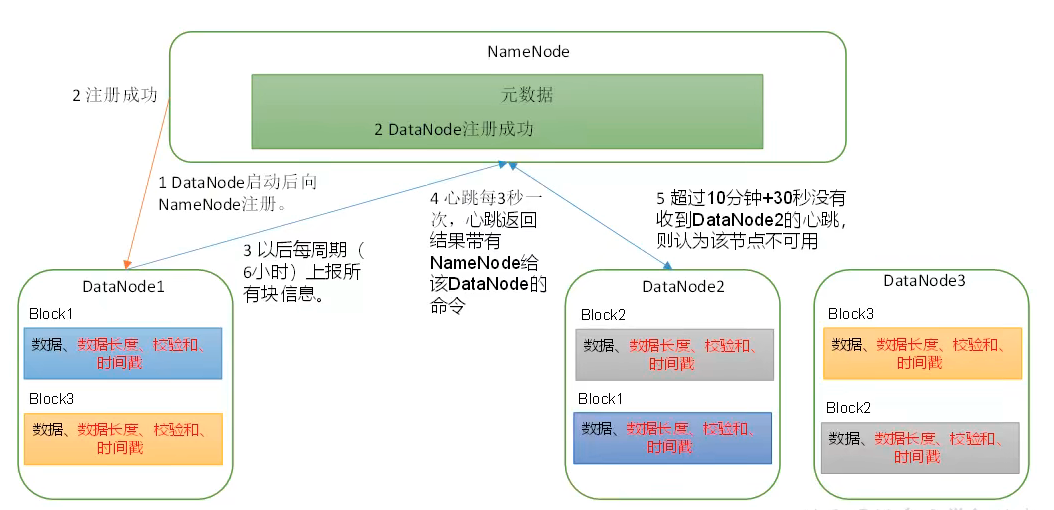 NameNode
元数据
2 DataNode注册成功
2 注册成功
1 DataNode启动后向
NameNode注册。
3 以后每周期（
6小时）上报所
有块信息。
4 心跳每3秒一
次，心跳返回
结果带有
NameNode给
该DataNode的
命令
5 超过10分钟+30秒没有
收到DataNode2的心跳，
则认为该节点不可用
DataNode1
Block1
数据、数据长度、校验和、
时间戳
Block3
数据、数据长度、校验和、
时间戳
DataNode2
Block2
数据、数据长度、校验和、
时间戳
Block1
数据、数据长度、校验和、
时间戳
DataNode3
Block3
数据、数据长度、校验和、
时间戳
Block2
数据、数据长度、校验和、
时间戳